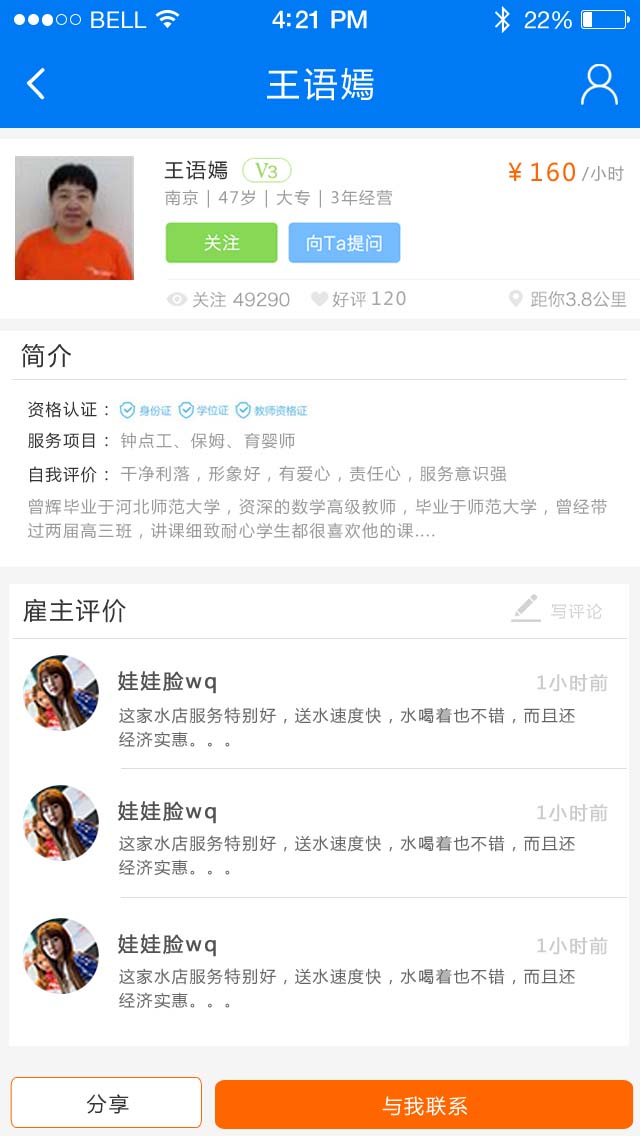 BELL 4:21 PM 22%
王语嫣
王语嫣 V3 ¥160/小时
南京 | 47岁 | 大专 | 3年经营
关注 向Ta提问
关注 49290 好评 120 距你3.8公里
简介
资格认证： 身份证 学位证 教师资格证
服务项目： 钟点工、保姆、育婴师
自我评价： 干净利落，形象好，有爱心，责任心，服务意识强
曾辉毕业于河北师范大学，资深的数学高级教师，毕业于师范大学，曾经带
过两届高三班，讲课细致耐心学生都很喜欢他的课....
雇主评价 写评论
娃娃脸wq 1小时前
这家水店服务特别好，送水速度快，水喝着也不错，而且还
经济实惠。。。
娃娃脸wq 1小时前
这家水店服务特别好，送水速度快，水喝着也不错，而且还
经济实惠。。。
娃娃脸wq 1小时前
这家水店服务特别好，送水速度快，水喝着也不错，而且还
经济实惠。。。
分享 与我联系